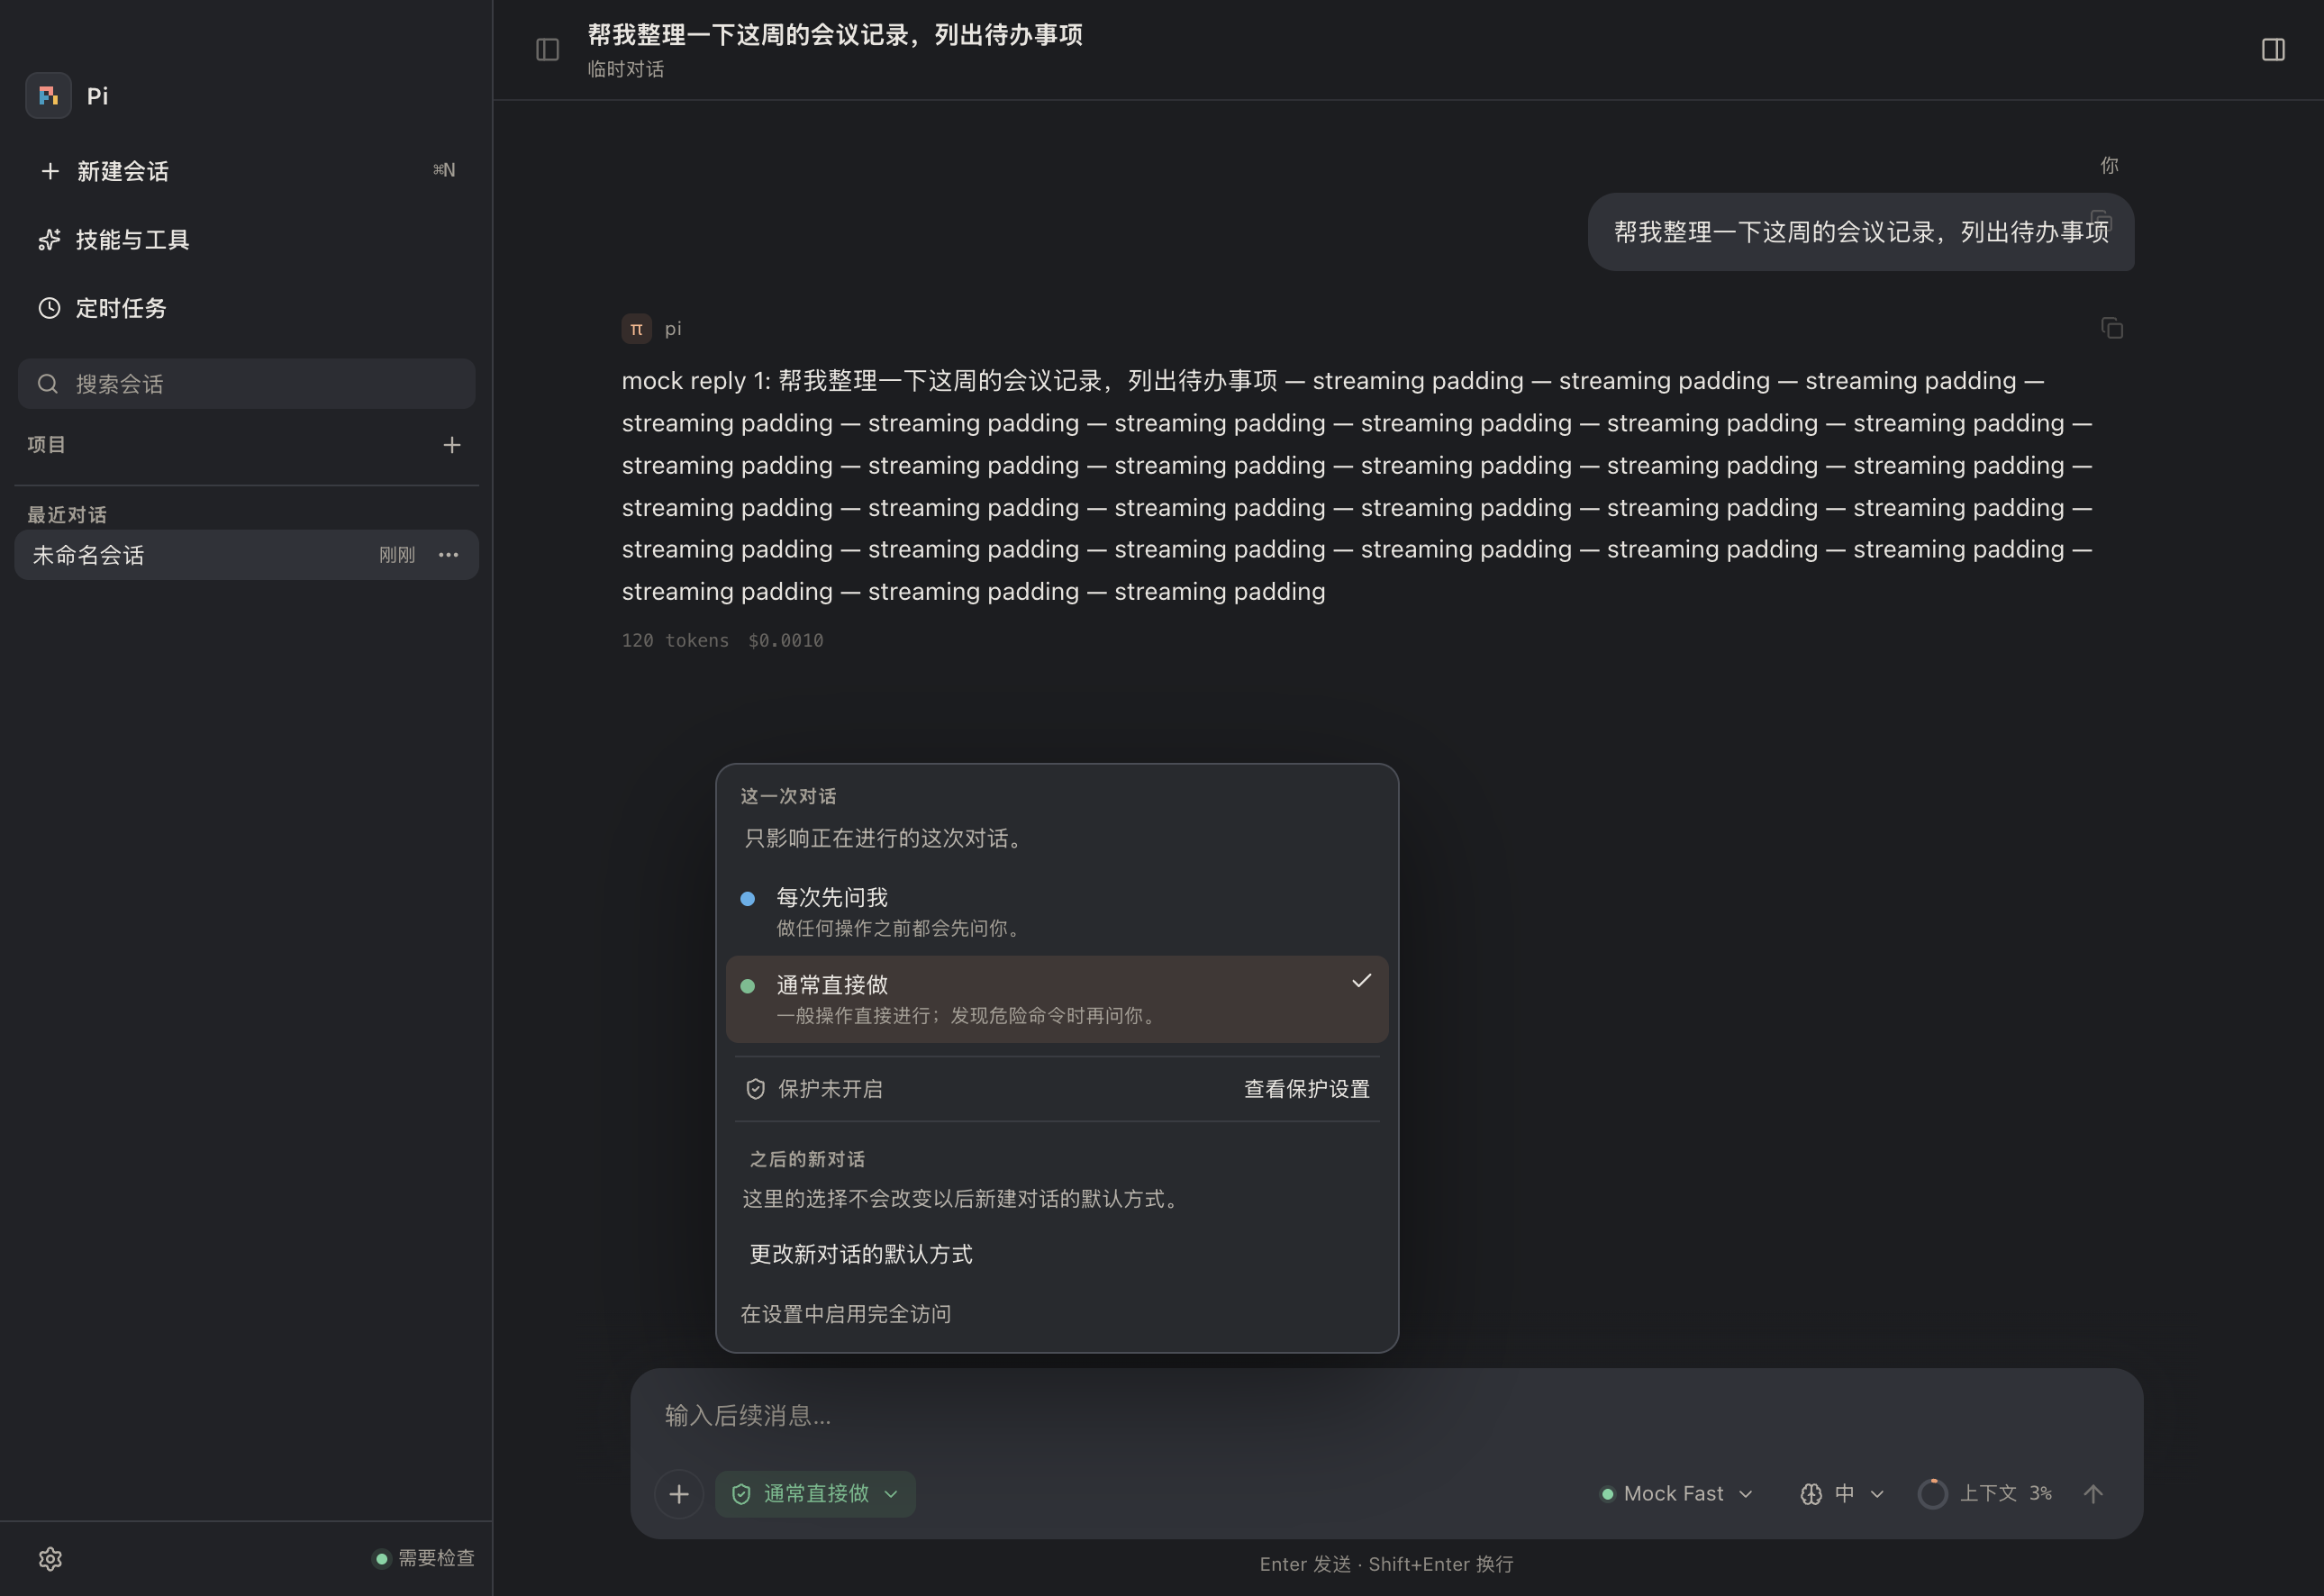 Pi
新建会话 ⌘N
技能与工具
定时任务
搜索会话
项目
最近对话
未命名会话 刚刚
需要检查
帮我整理一下这周的会议记录，列出待办事项
临时对话
你
帮我整理一下这周的会议记录，列出待办事项
π pi
mock reply 1: 帮我整理一下这周的会议记录，列出待办事项 — streaming padding — streaming padding — streaming padding —
streaming padding — streaming padding — streaming padding — streaming padding — streaming padding — streaming padding —
streaming padding — streaming padding — streaming padding — streaming padding — streaming padding — streaming padding —
streaming padding — streaming padding — streaming padding — streaming padding — streaming padding — streaming padding —
streaming padding — streaming padding — streaming padding — streaming padding — streaming padding — streaming padding —
streaming padding — streaming padding — streaming padding
120 tokens $0.0010
这一次对话
只影响正在进行的这次对话。
每次先问我
做任何操作之前都会先问你。
通常直接做
一般操作直接进行；发现危险命令时再问你。
保护未开启 查看保护设置
之后的新对话
这里的选择不会改变以后新建对话的默认方式。
更改新对话的默认方式
在设置中启用完全访问
输入后续消息...
通常直接做 Mock Fast 中 上下文 3%
Enter 发送 · Shift+Enter 换行